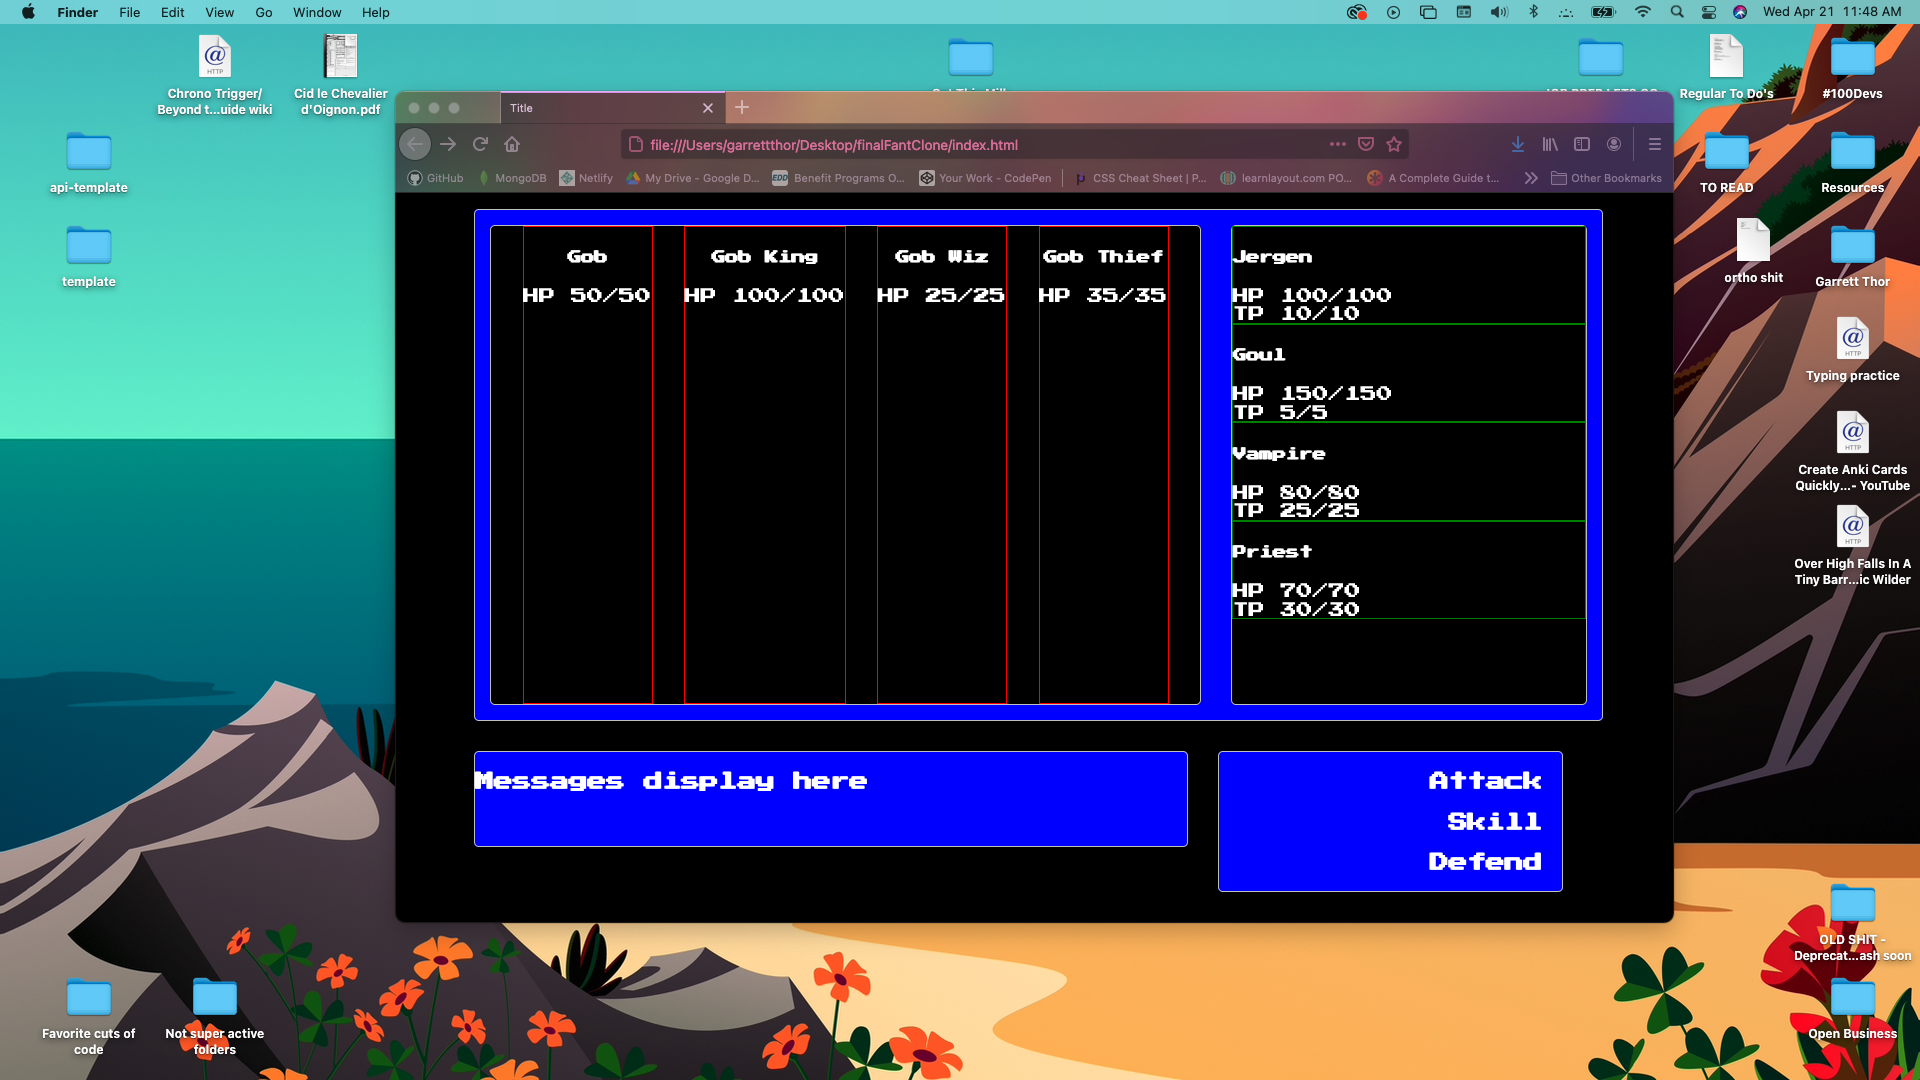 Finder File Edit View Go Window Help
Wed Apr 21 11:48 AM
Chrono Trigger/
Beyond t...uide wiki
Cid le Chevalier
d'Oignon.pdf
Regular To Do's
#100Devs
api-template
template
TO READ
Resources
ortho shit
Garrett Thor
Typing practice
Create Anki Cards
Quickly...- YouTube
Over High Falls In A
Tiny Barr...ic Wilder
OLD SHIT -
Deprecat...ash soon
Open Business
Favorite cuts of
code
Not super active
folders
Title
file:///Users/garrettthor/Desktop/finalFantClone/index.html
GitHub MongoDB Netlify My Drive - Google D... Benefit Programs O... Your Work - CodePen CSS Cheat Sheet | P... learnlayout.com PO... A Complete Guide t... Other Bookmarks
Gob
HP 50/50
Gob King
HP 100/100
Gob Wiz
HP 25/25
Gob Thief
HP 35/35
Jergen
HP 100/100
TP 10/10
Goul
HP 150/150
TP 5/5
Vampire
HP 80/80
TP 25/25
Priest
HP 70/70
TP 30/30
Messages display here
Attack
Skill
Defend